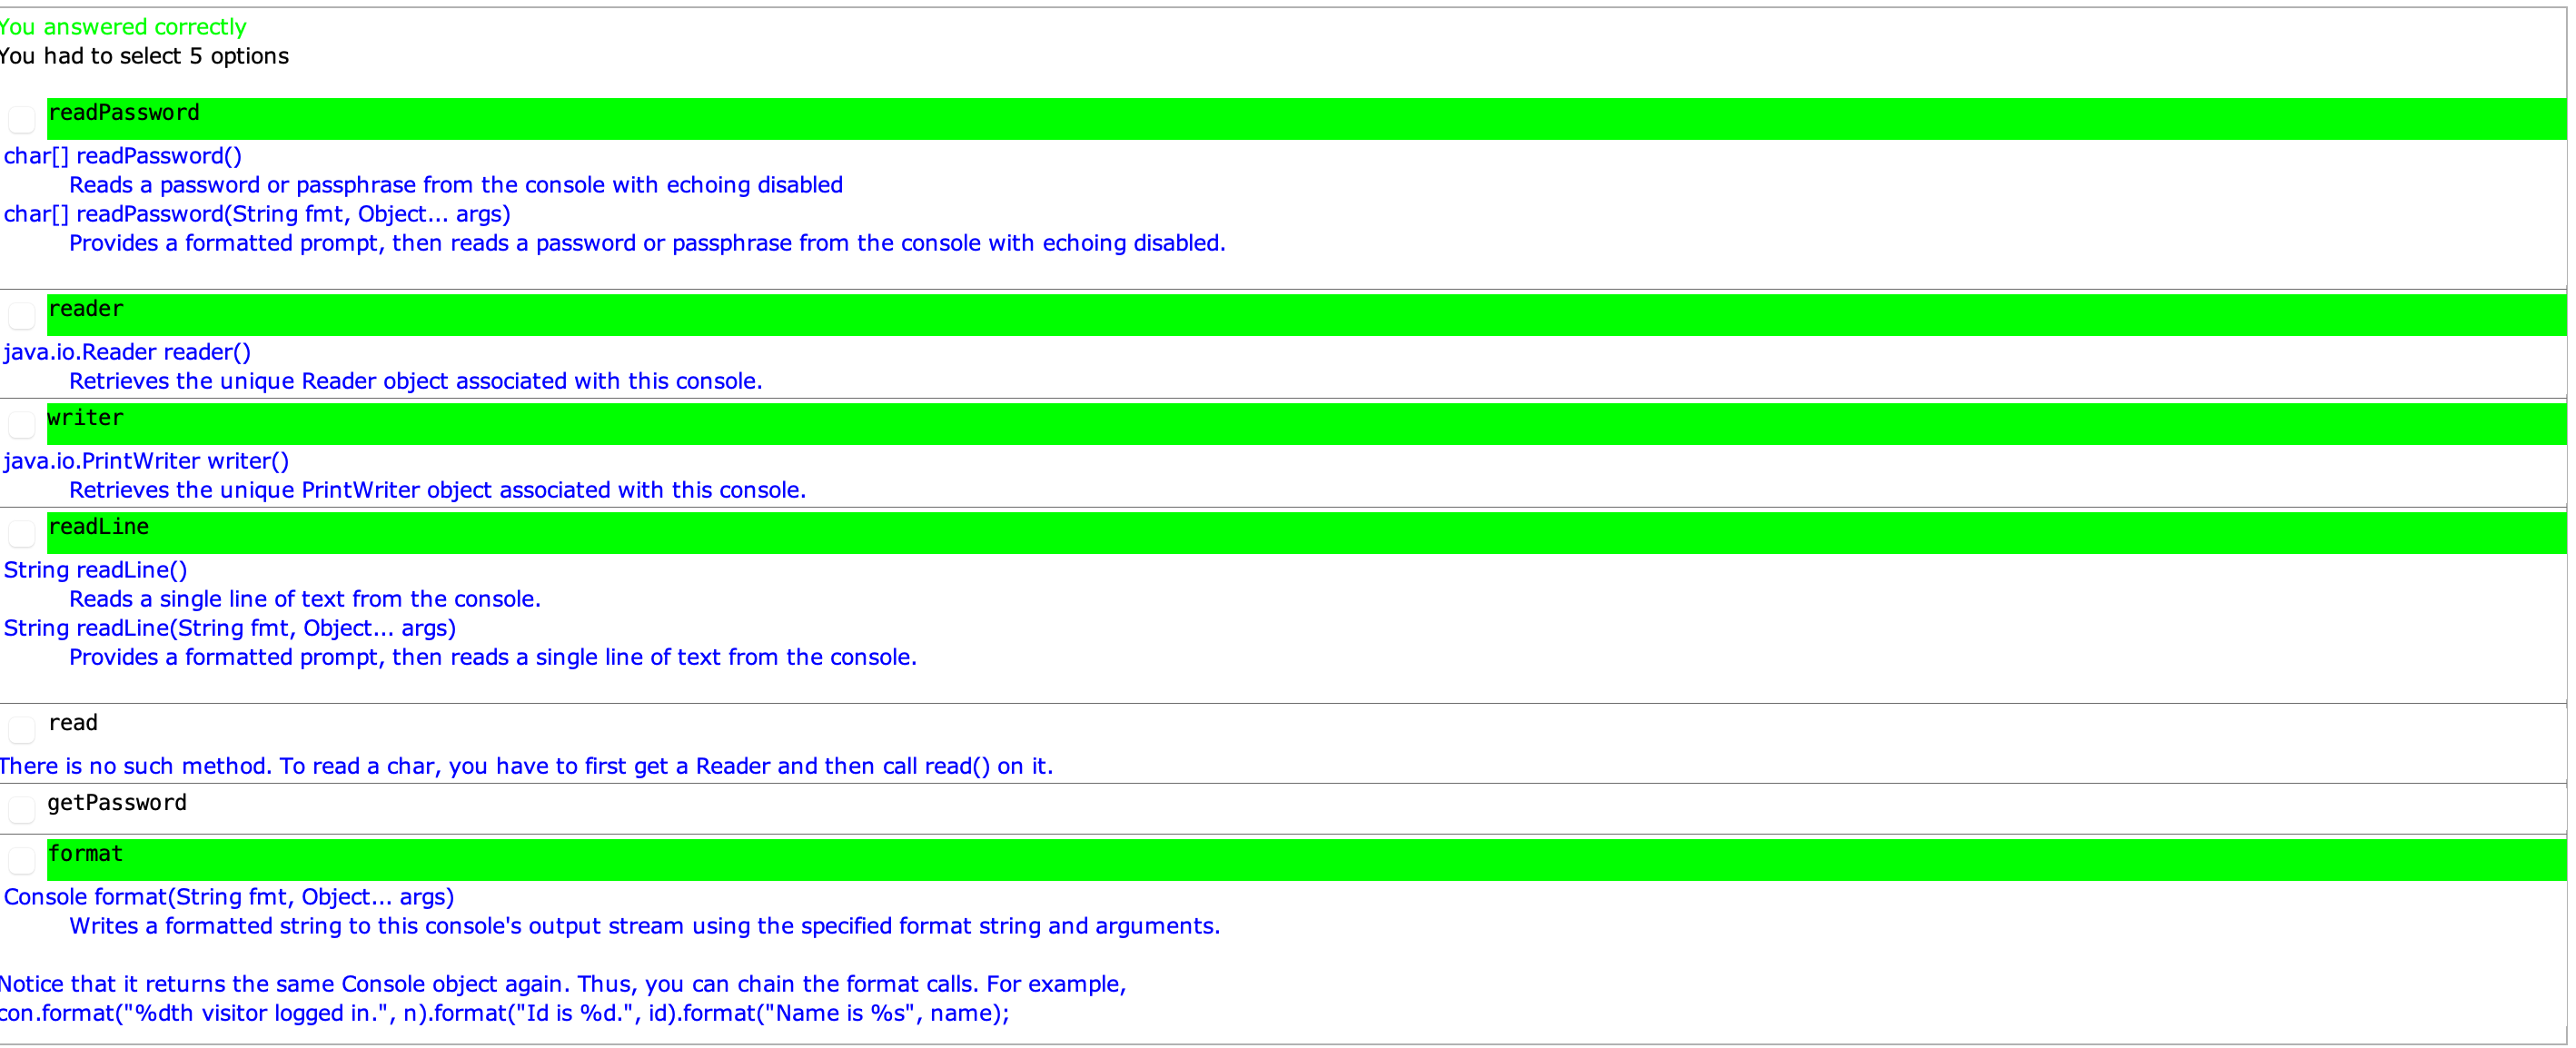 You answered correctly
You had to select 5 options
readPassword
char[] readPassword()
Reads a password or passphrase from the console with echoing disabled
char[] readPassword(String fmt, Object... args)
Provides a formatted prompt, then reads a password or passphrase from the console with echoing disabled.
reader
java.io.Reader reader()
Retrieves the unique Reader object associated with this console.
writer
java.io.PrintWriter writer()
Retrieves the unique PrintWriter object associated with this console.
readLine
String readLine()
Reads a single line of text from the console.
String readLine(String fmt, Object... args)
Provides a formatted prompt, then reads a single line of text from the console.
read
There is no such method. To read a char, you have to first get a Reader and then call read() on it.
getPassword
format
Console format(String fmt, Object... args)
Writes a formatted string to this console's output stream using the specified format string and arguments.
Notice that it returns the same Console object again. Thus, you can chain the format calls. For example,
con.format("%dth visitor logged in.", n).format("Id is %d.", id).format("Name is %s", name);